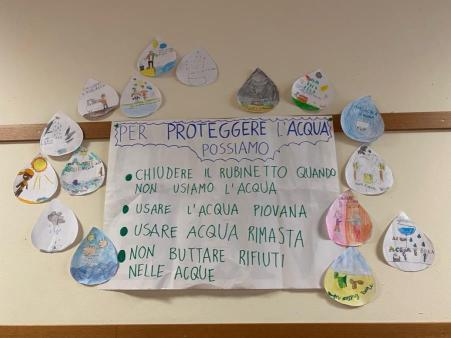 PER PROTEGGERE L'ACQUA
POSSIAMO
CHIUDERE IL RUBINETTO QUANDO
NON USIAMO L'ACQUA
USARE L'ACQUA PIOVANA
USARE ACQUA RIMASTA
NON BUTTARE RIFIUTI
NELLE ACQUE